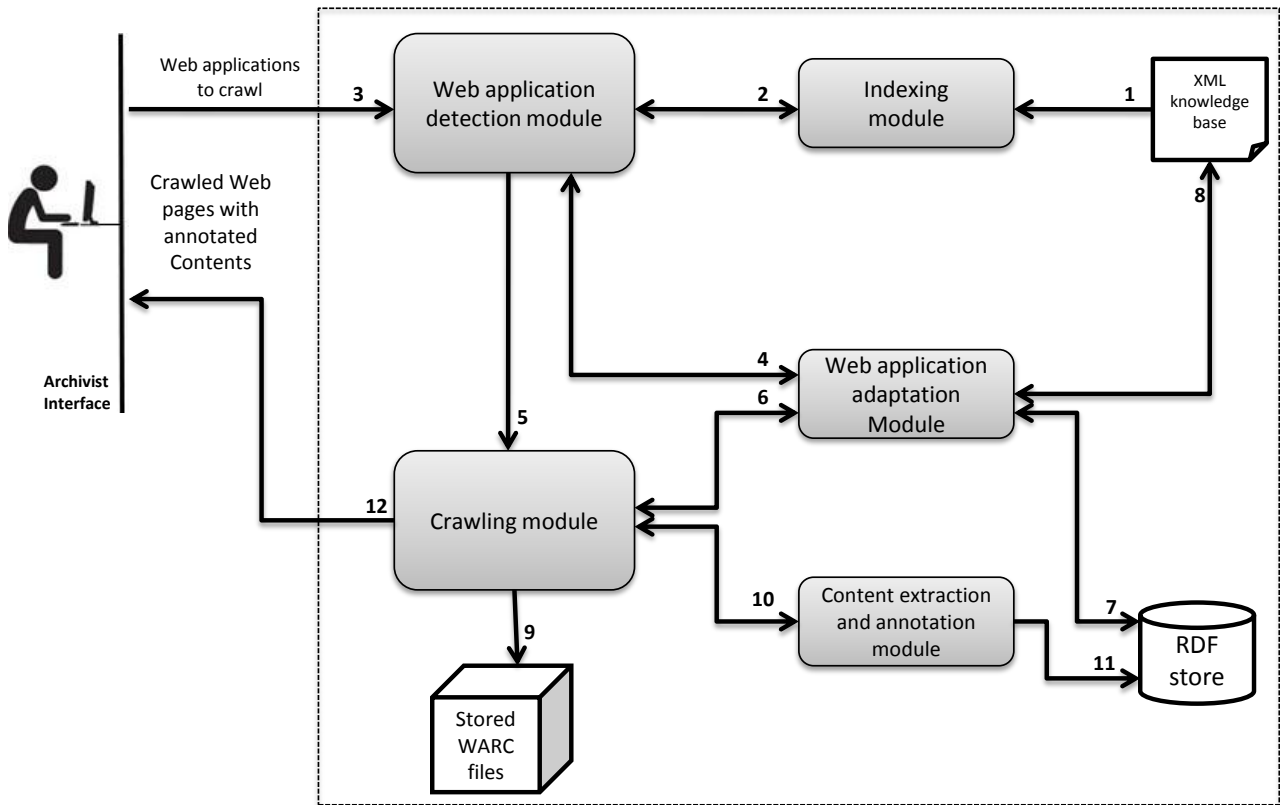 Web applications
to crawl
3
Web application
detection module
2
Indexing
module
1
XML
knowledge
base
Crawled Web
pages with
annotated
Contents
8
Archivist
Interface
4
Web application
adaptation
Module
6
5
12
Crawling module
10
Content extraction
and annotation
module
7
11
RDF
store
9
Stored
WARC
files